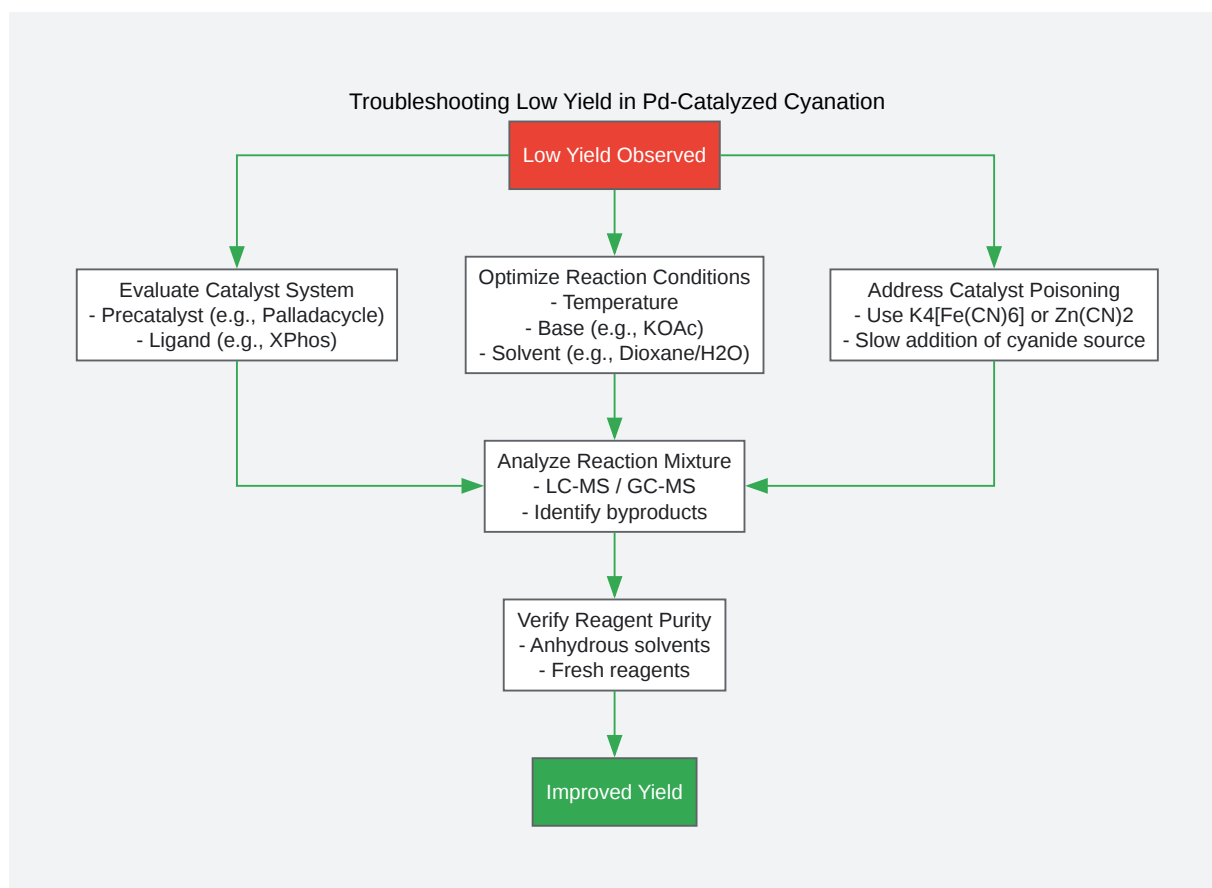 Troubleshooting Low Yield in Pd-Catalyzed Cyanation
Low Yield Observed
Evaluate Catalyst System
- Precatalyst (e.g., Palladacycle)
- Ligand (e.g., XPhos)
Optimize Reaction Conditions
- Temperature
- Base (e.g., KOAc)
- Solvent (e.g., Dioxane/H2O)
Address Catalyst Poisoning
- Use K4[Fe(CN)6] or Zn(CN)2
- Slow addition of cyanide source
Analyze Reaction Mixture
- LC-MS / GC-MS
- Identify byproducts
Verify Reagent Purity
- Anhydrous solvents
- Fresh reagents
Improved Yield